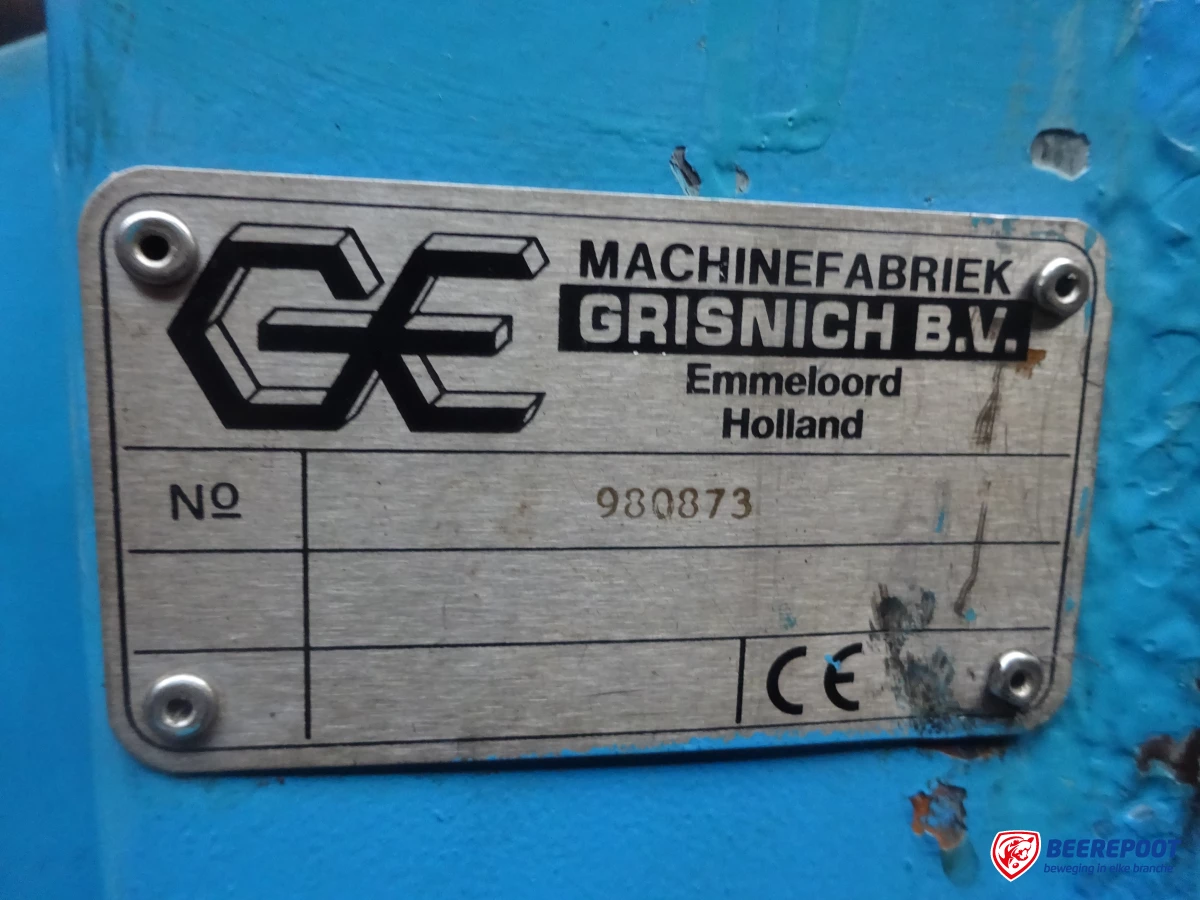 GE
MACHINEFABRIEK
GRISNICH B.V.
Emmeloord
Holland
Nº 980873
CE
BEEREPOOT
beweging in elke branche